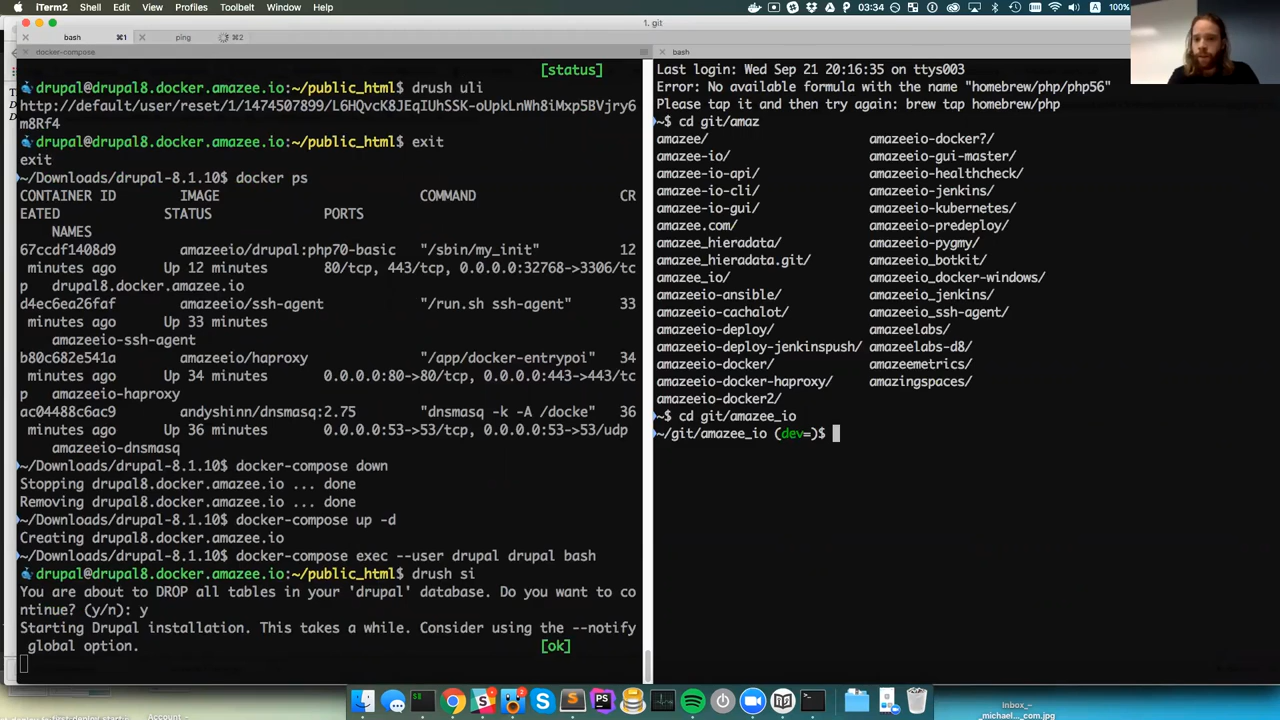 iTerm2 Shell Edit View Profiles Toolbelt Window Help 03:34 100%
1. git
bash ⌘1 ping ⌘2
docker-compose
bash
[status]
drupal@drupal8.docker.amazee.io:~/public_html$ drush uli
http://default/user/reset/1/1474507899/L6HQvcK8JEqIUhSSK-oUpkLnWh8iMxp5BVjry6
m8Rf4
drupal@drupal8.docker.amazee.io:~/public_html$ exit
exit
~/Downloads/drupal-8.1.10$ docker ps
CONTAINER ID IMAGE COMMAND CR
EATED STATUS PORTS
NAMES
67ccdf1408d9 amazeeio/drupal:php70-basic "/sbin/my_init" 12
minutes ago Up 12 minutes 80/tcp, 443/tcp, 0.0.0.0:32768->3306/tc
p drupal8.docker.amazee.io
d4ec6ea26faf amazeeio/ssh-agent "/run.sh ssh-agent" 33
minutes ago Up 33 minutes
amazeeio-ssh-agent
b80c682e541a amazeeio/haproxy "/app/docker-entrypoi" 34
minutes ago Up 34 minutes 0.0.0.0:80->80/tcp, 0.0.0.0:443->443/tc
p amazeeio-haproxy
ac04488c6ac9 andyshinn/dnsmasq:2.75 "dnsmasq -k -A /docke" 36
minutes ago Up 36 minutes 0.0.0.0:53->53/tcp, 0.0.0.0:53->53/udp
amazeeio-dnsmasq
~/Downloads/drupal-8.1.10$ docker-compose down
Stopping drupal8.docker.amazee.io ... done
Removing drupal8.docker.amazee.io ... done
~/Downloads/drupal-8.1.10$ docker-compose up -d
Creating drupal8.docker.amazee.io
~/Downloads/drupal-8.1.10$ docker-compose exec --user drupal drupal bash
drupal@drupal8.docker.amazee.io:~/public_html$ drush si
You are about to DROP all tables in your 'drupal' database. Do you want to co
ntinue? (y/n): y
Starting Drupal installation. This takes a while. Consider using the --notify
global option. [ok]
Last login: Wed Sep 21 20:16:35 on ttys003
Error: No available formula with the name "homebrew/php/php56"
Please tap it and then try again: brew tap homebrew/php
~$ cd git/amaz
amazee/ amazeeio-docker?/
amazee-io/ amazeeio-gui-master/
amazee-io-api/ amazeeio-healthcheck/
amazee-io-cli/ amazeeio-jenkins/
amazee-io-gui/ amazeeio-kubernetes/
amazee.com/ amazeeio-predeploy/
amazee_hieradata/ amazeeio-pygmy/
amazee_hieradata.git/ amazeeio_botkit/
amazee_io/ amazeeio_docker-windows/
amazeeio-ansible/ amazeeio_jenkins/
amazeeio-cachalot/ amazeeio_ssh-agent/
amazeeio-deploy/ amazeelabs/
amazeeio-deploy-jenkinspush/ amazeelabs-d8/
amazeeio-docker/ amazeemetrics/
amazeeio-docker-haproxy/ amazingspaces/
amazeeio-docker2/
~$ cd git/amazee_io
~/git/amazee_io (dev=)$
Inbox_-
_michael..._com.jpg